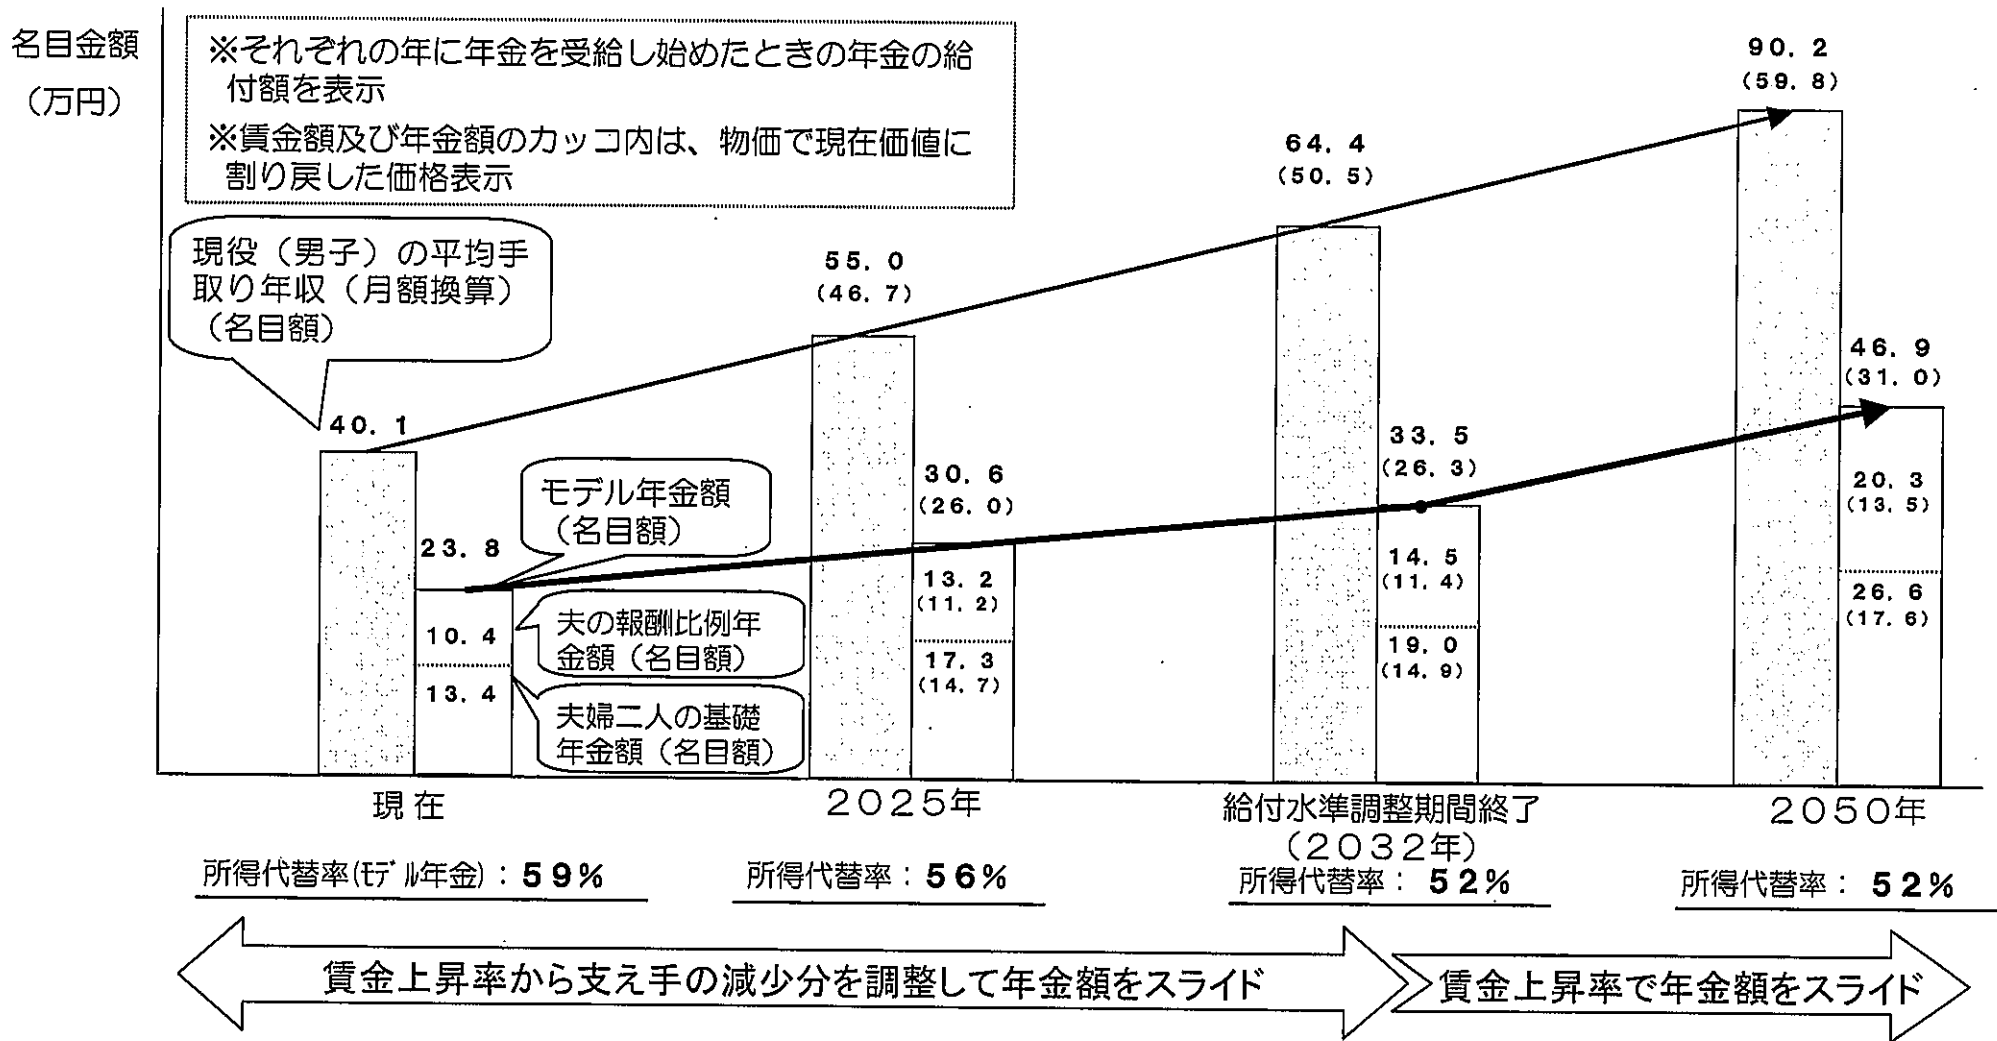 名目金額
(万円)
※それぞれの年に年金を受給し始めたときの年金の給
付額を表示
※賃金額及び年金額のカッコ内は、物価で現在価値に
割り戻した価格表示
現役（男子）の平均手
取り年収（月額換算）
（名目額）
40.1
23.8
10.4
13.4
モデル年金額
（名目額）
夫の報酬比例年
金額（名目額）
夫婦二人の基礎
年金額（名目額）
55.0
(46.7)
30.6
(26.0)
13.2
(11.2)
17.3
(14.7)
64.4
(50.5)
33.5
(26.3)
14.5
(11.4)
19.0
(14.9)
90.2
(59.8)
46.9
(31.0)
20.3
(13.5)
26.6
(17.6)
現在
2025年
給付水準調整期間終了
(2032年)
2050年
所得代替率(ﾓﾃﾞﾙ年金)：59%
所得代替率：56%
所得代替率：52%
所得代替率：52%
賃金上昇率から支え手の減少分を調整して年金額をスライド
賃金上昇率で年金額をスライド